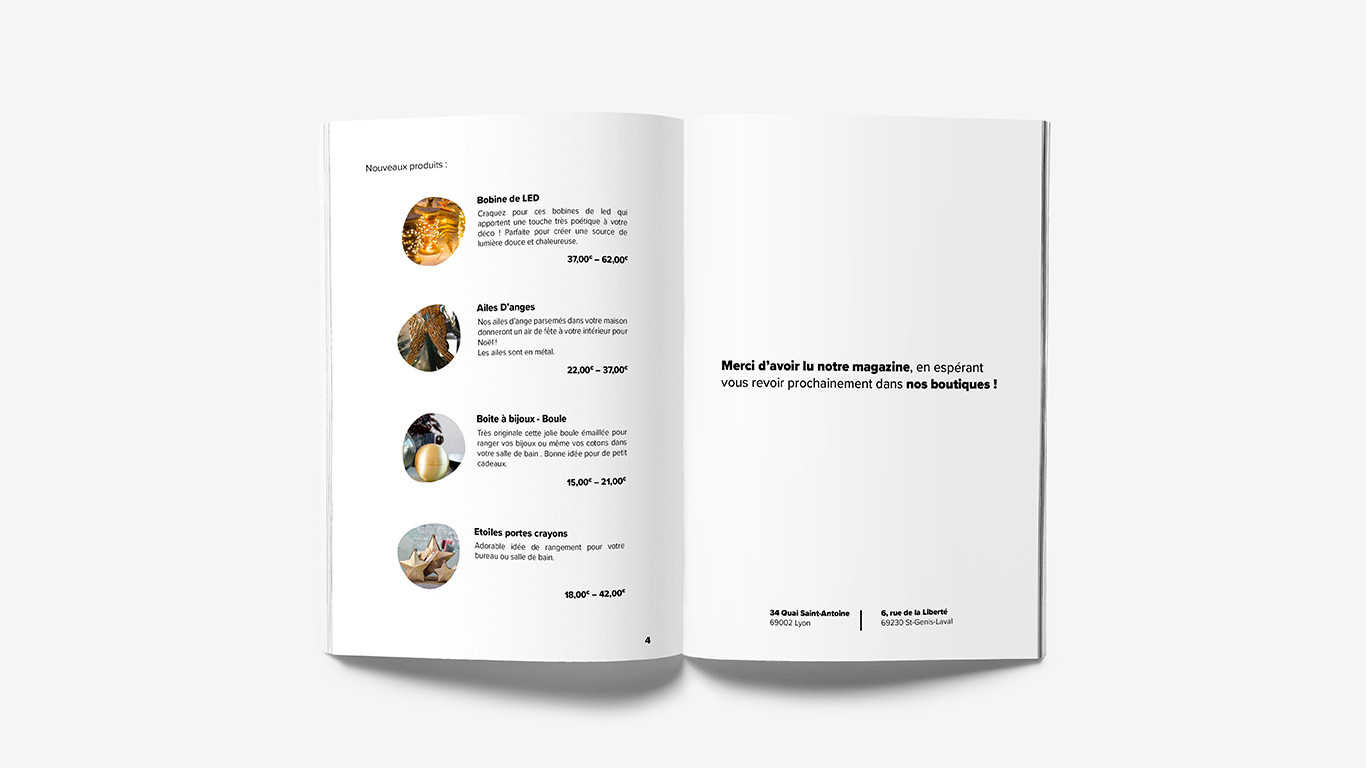 Nouveaux produits :
Bobine de LED
Craquez pour ces bobines de led qui
apportent une touche très poétique à votre
déco ! Parfaite pour créer une source de
lumière douce et chaleureuse.
37,00€ – 62,00€
Ailes D'anges
Nos ailes d'ange parsemés dans votre maison
donneront un air de fête à votre intérieur pour
Noël !
Les ailes sont en métal.
22,00€ – 37,00€
Boite à bijoux - Boule
Très originale cette jolie boule émaillée pour
ranger vos bijoux ou même vos cotons dans
votre salle de bain . Bonne idée pour de petit
cadeaux.
15,00€ – 21,00€
Etoiles portes crayons
Adorable idée de rangement pour votre
bureau ou salle de bain.
18,00€ – 42,00€
4
Merci d'avoir lu notre magazine, en espérant
vous revoir prochainement dans nos boutiques !
34 Quai Saint-Antoine
69002 Lyon
6, rue de la Liberté
69230 St-Genis-Laval